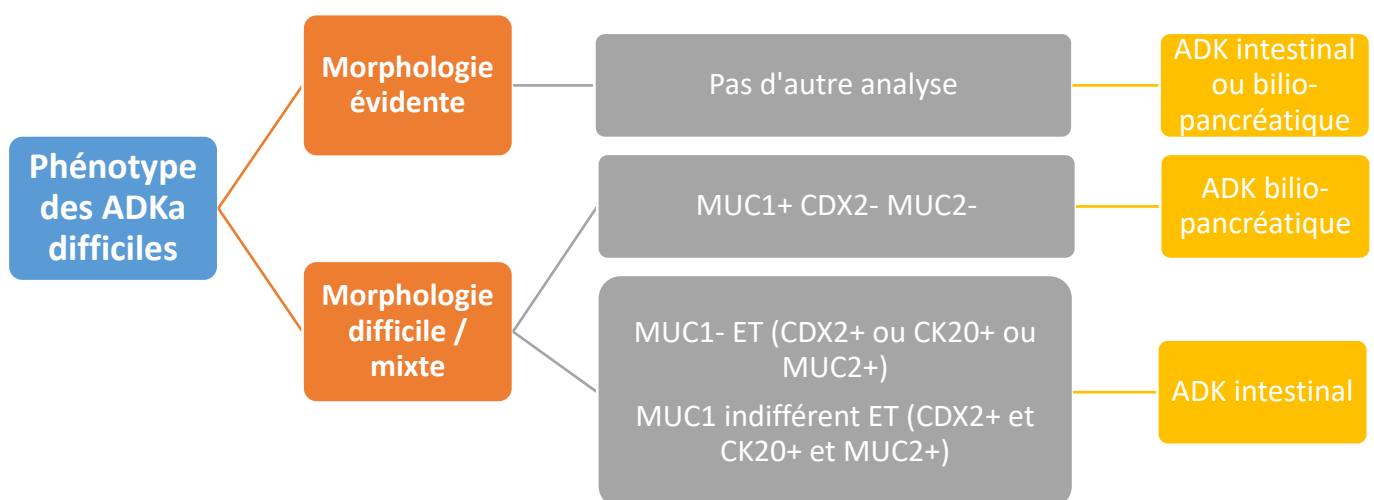 Phénotype
des ADKa
difficiles
Morphologie
évidente
Pas d'autre analyse
ADK intestinal
ou bilio-
pancréatique
Morphologie
difficile /
mixte
MUC1+ CDX2- MUC2-
ADK bilio-
pancréatique
MUC1- ET (CDX2+ ou CK20+ ou
MUC2+)
MUC1 indifférent ET (CDX2+ et
CK20+ et MUC2+)
ADK intestinal